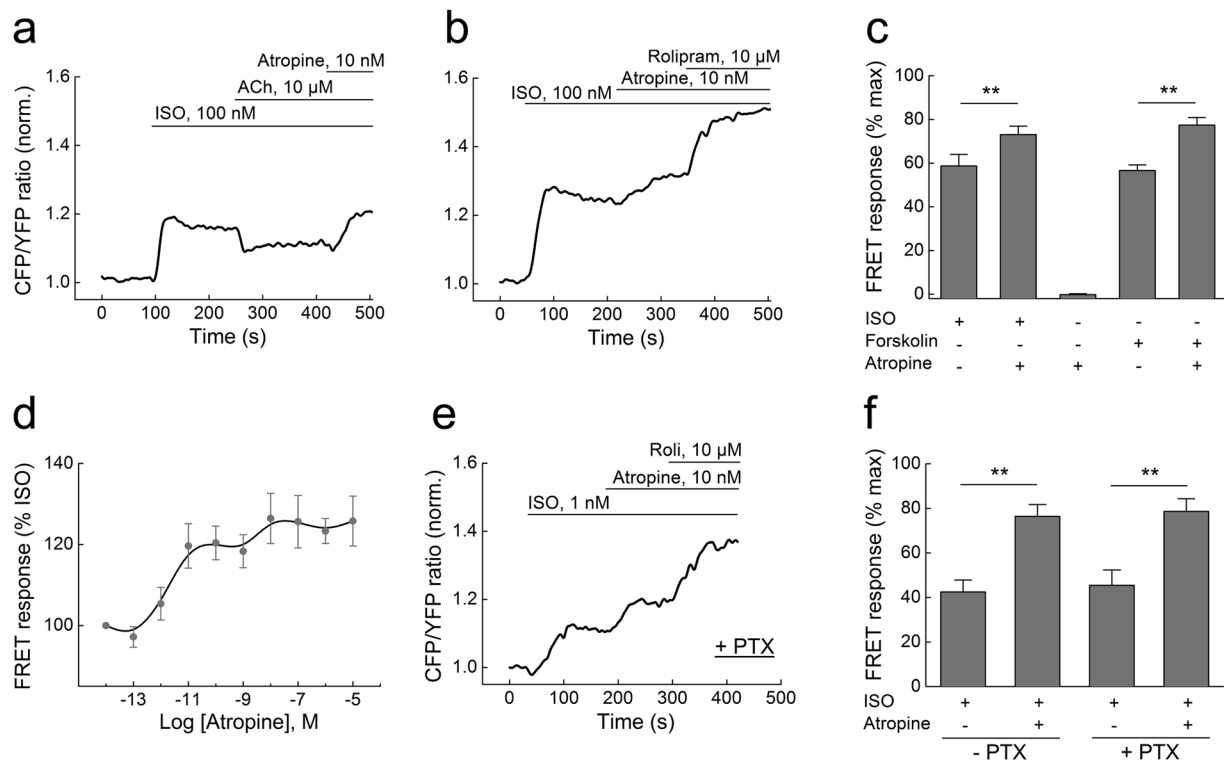 a
Atropine, 10 nM
ACh, 10 µM
ISO, 100 nM
CFP/YFP ratio (norm.)
1.6
1.4
1.2
1.0
0 100 200 300 400 500
Time (s)
b
Rolipram, 10 µM
Atropine, 10 nM
ISO, 100 nM
1.6
1.4
1.2
1.0
0 100 200 300 400 500
Time (s)
c
FRET response (% max)
100
80
60
40
20
0
** **
ISO + + - - -
Forskolin - - - + +
Atropine - + + - +
d
FRET response (% ISO)
140
120
100
-13 -11 -9 -7 -5
Log [Atropine], M
e
Roli, 10 µM
Atropine, 10 nM
ISO, 1 nM
CFP/YFP ratio (norm.)
1.6
1.4
1.2
1.0
+ PTX
0 100 200 300 400 500
Time (s)
f
FRET response (% max)
100
80
60
40
20
0
** **
ISO + + + +
Atropine - + - +
- PTX + PTX